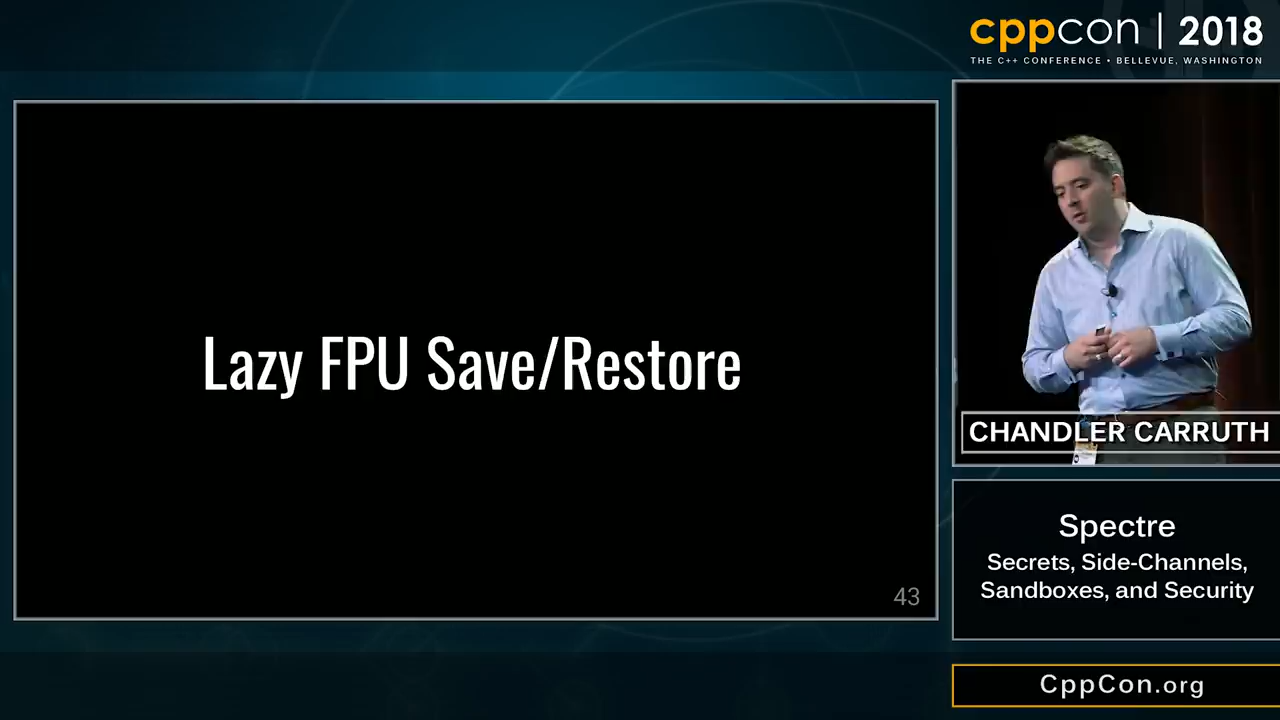 cppcon | 2018
THE C++ CONFERENCE • BELLEVUE, WASHINGTON
Lazy FPU Save/Restore
43
CHANDLER CARRUTH
Spectre
Secrets, Side-Channels,
Sandboxes, and Security
CppCon.org